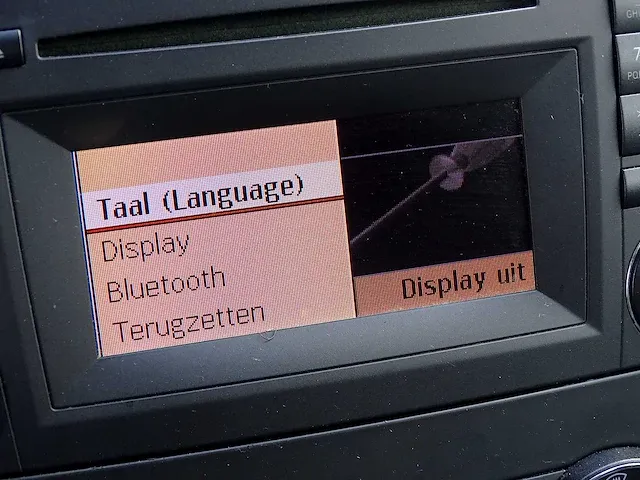 Taal (Language)
Display
Bluetooth
Terugzetten
Display uit